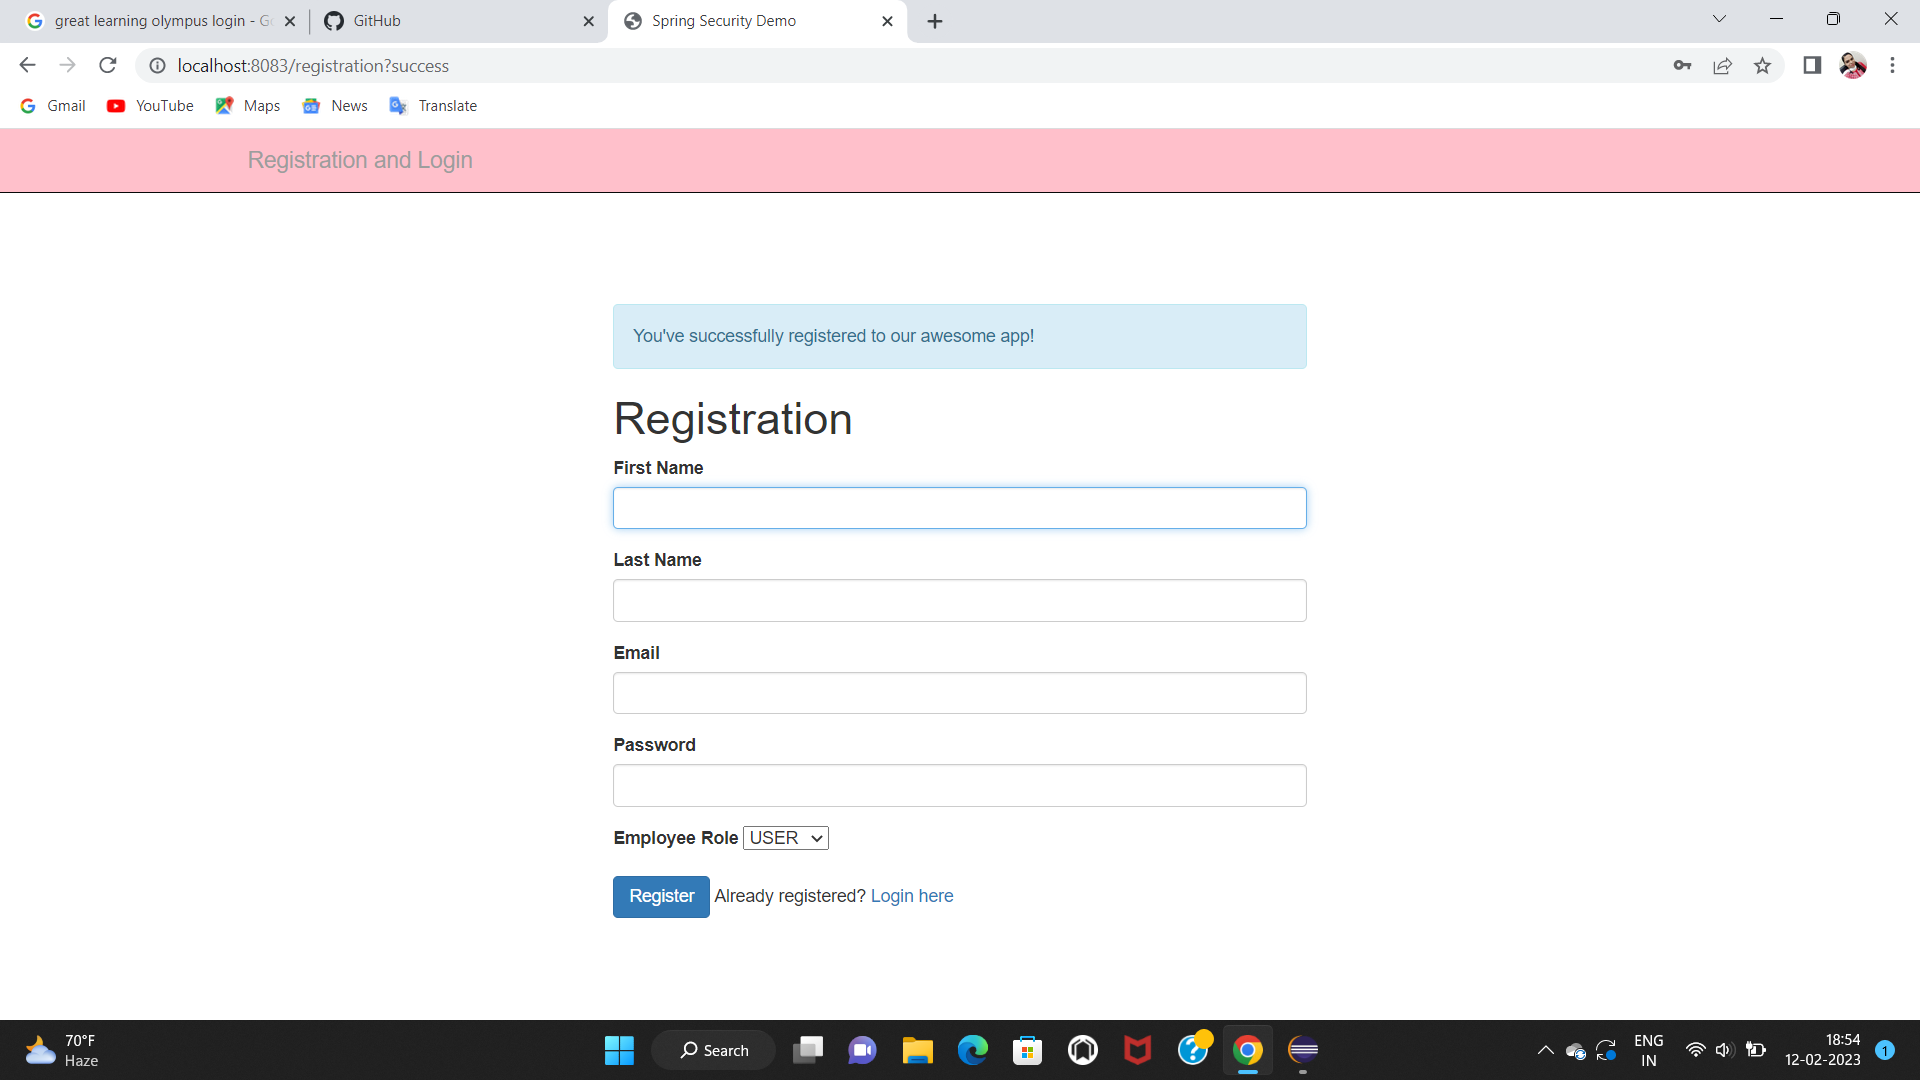 great learning olympus login - G
GitHub
Spring Security Demo
localhost:8083/registration?success
Gmail
YouTube
Maps
News
Translate
Registration and Login
You've successfully registered to our awesome app!
Registration
First Name
Last Name
Email
Password
Employee Role USER
Register Already registered? Login here
70°F
Haze
Search
ENG
IN
18:54
12-02-2023
1